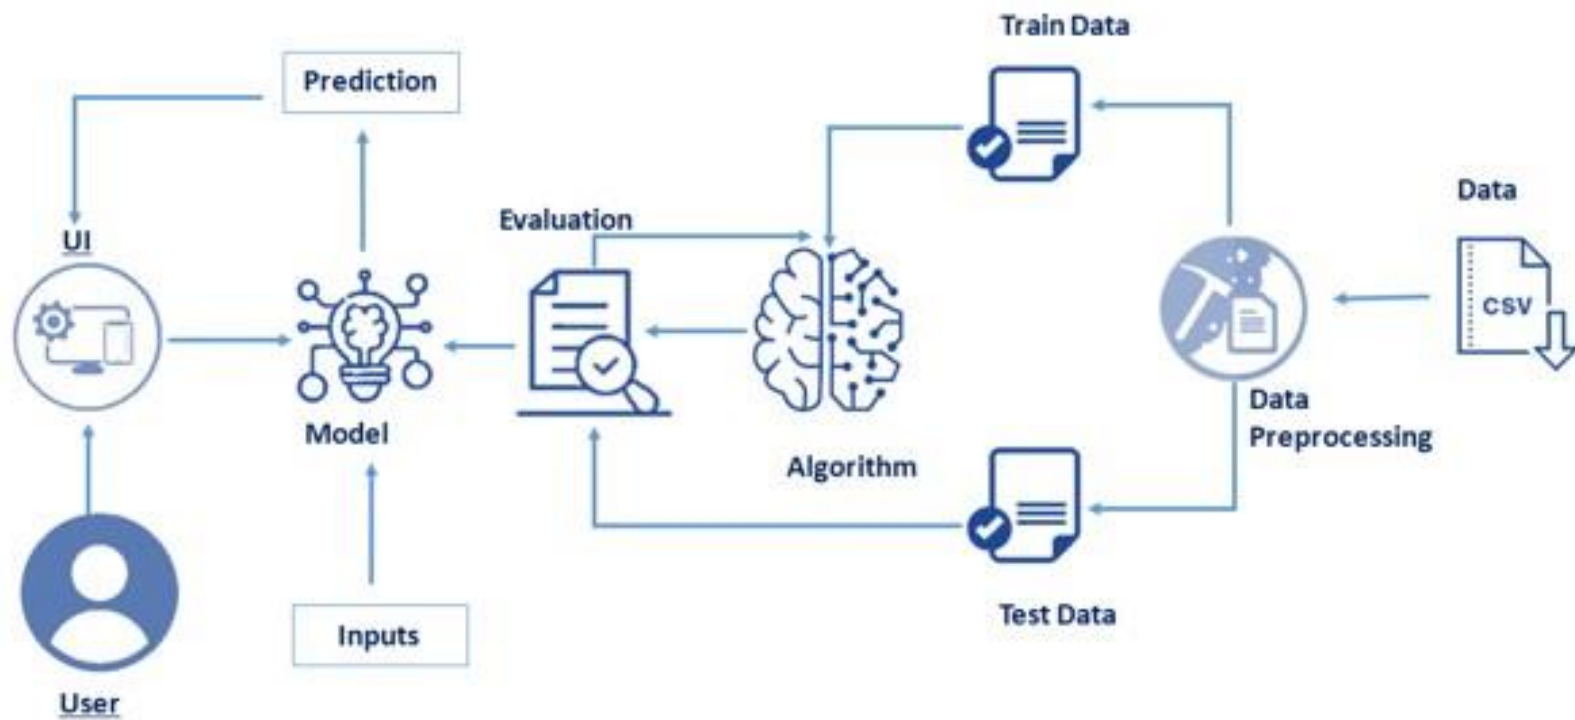 Train Data
Prediction
Data
Evaluation
UI
CSV
Data
Preprocessing
Model
Algorithm
Test Data
Inputs
User